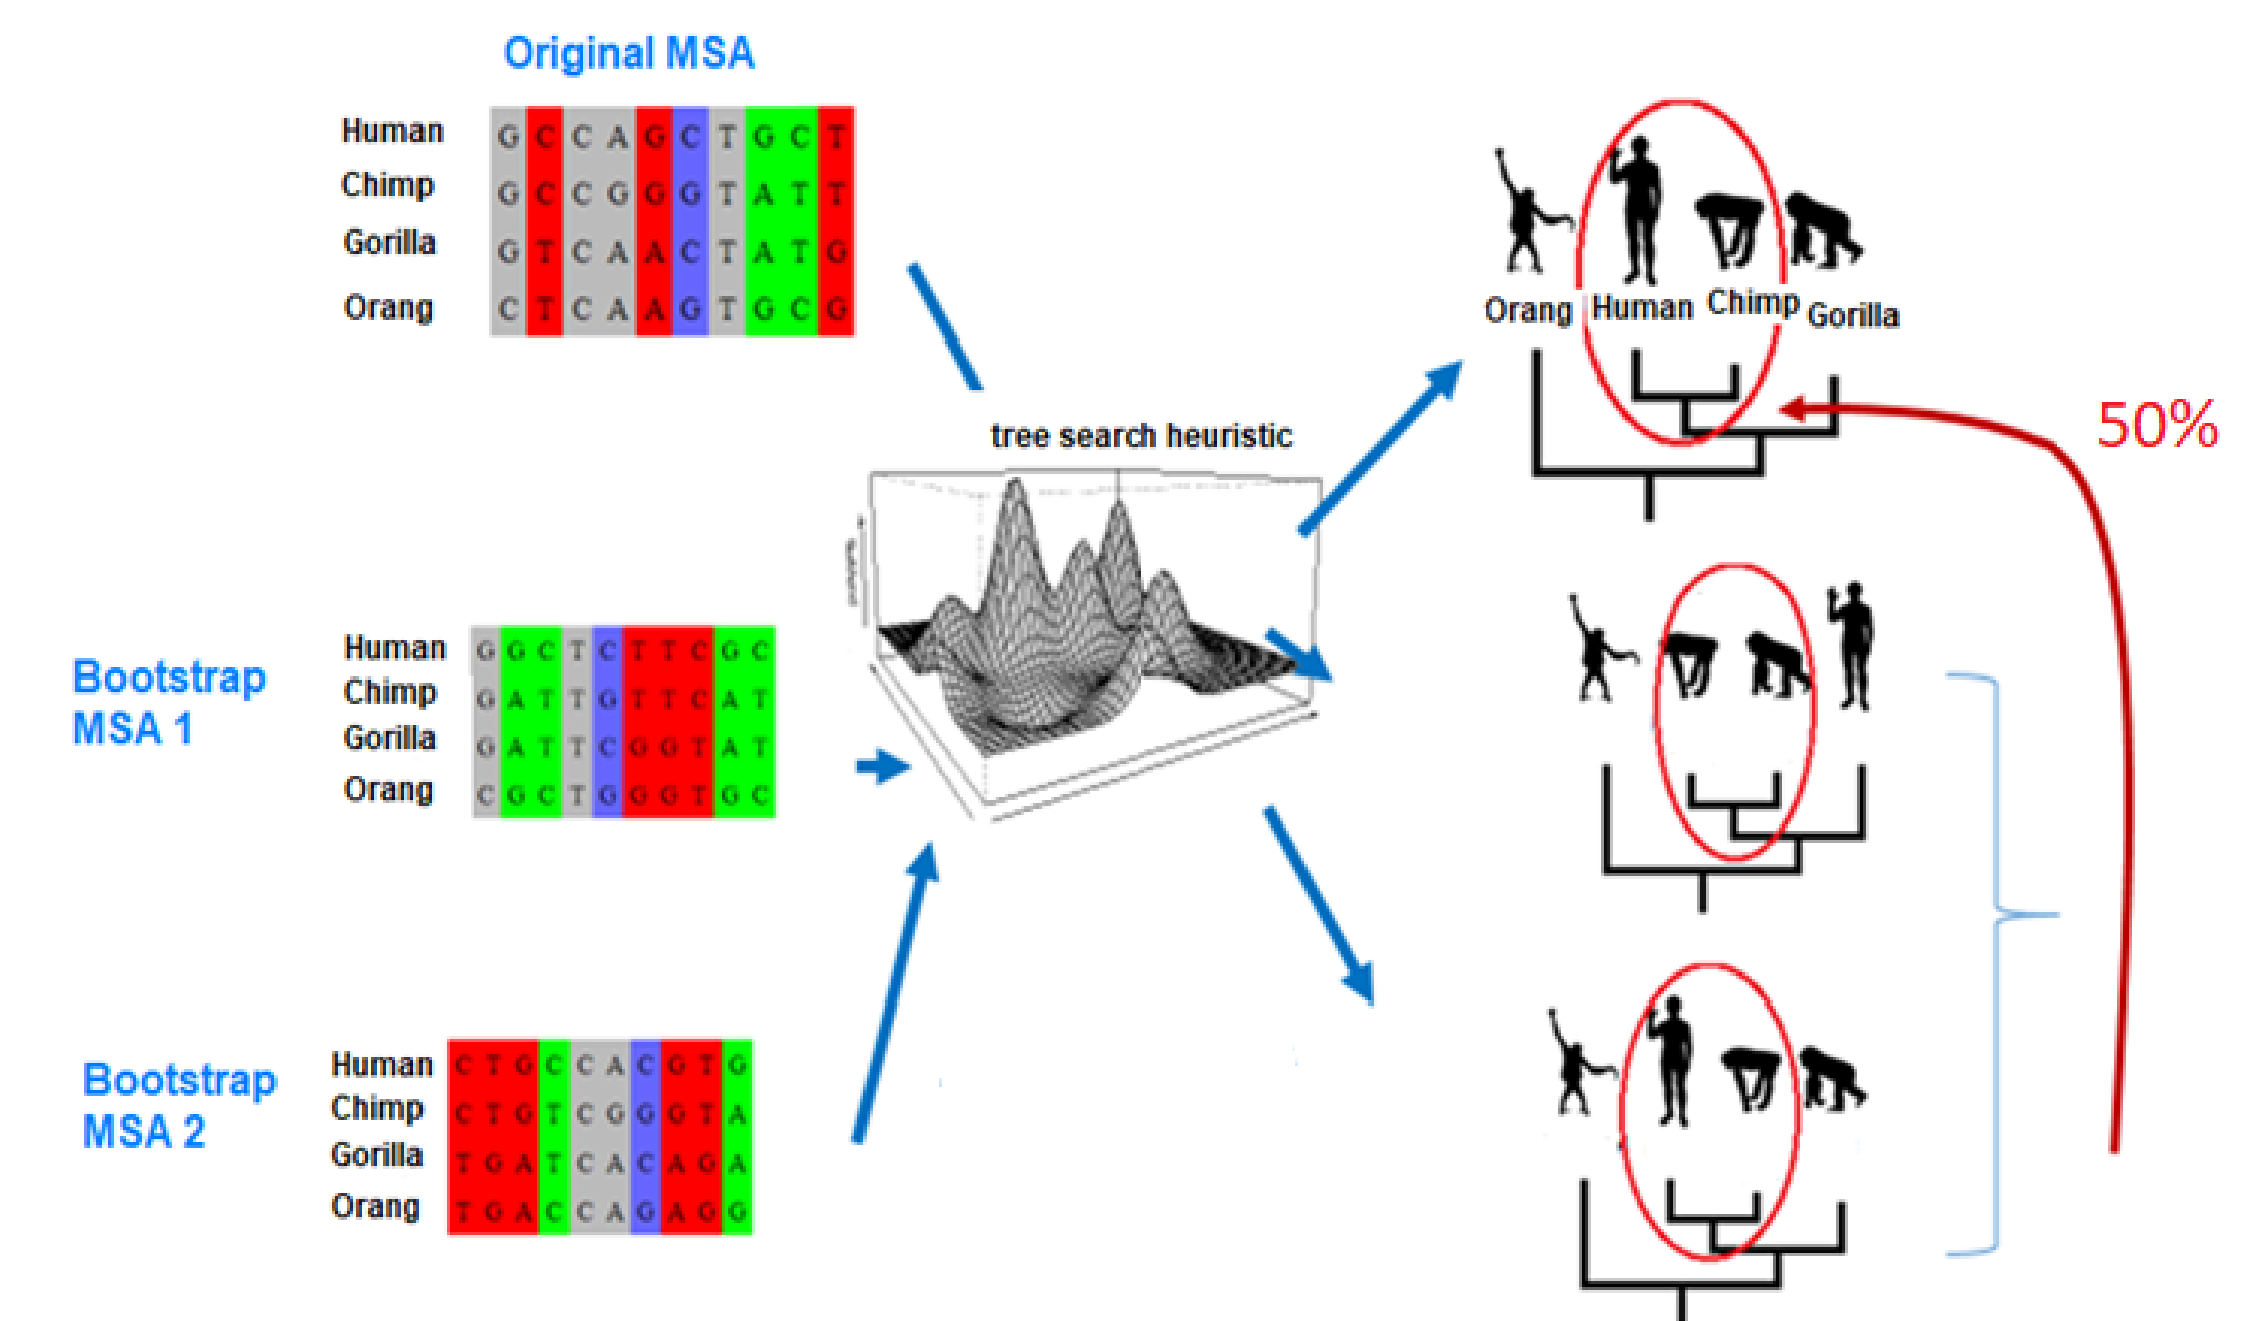 Original MSA
Human G C C A G C T G C T
Chimp G C C G G G T A T T
Gorilla G T C A A C T A T G
Orang C T C A A G T G C G
tree search heuristic
Orang Human Chimp Gorilla
50%
Bootstrap
MSA 1
Human G G C T C T T C G C
Chimp G A T T G T T C A T
Gorilla G A T T C G G T A T
Orang C G C T G G G T G C
Bootstrap
MSA 2
Human C T G C C A C G T G
Chimp C T G T C G G G T A
Gorilla T G A T C A C A G A
Orang T G A C C A G A G G